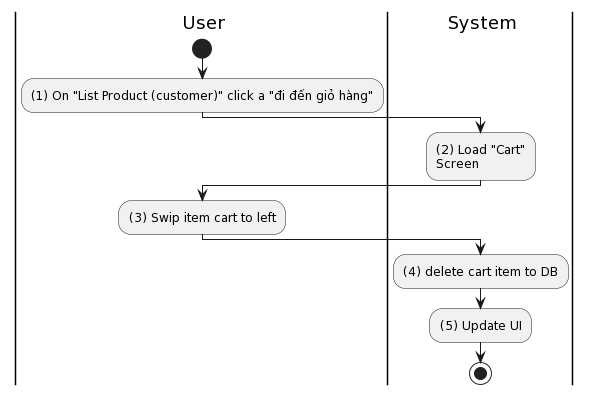 User
System
(1) On "List Product (customer)" click a "đi đến giỏ hàng"
(2) Load "Cart"
Screen
(3) Swip item cart to left
(4) delete cart item to DB
(5) Update UI